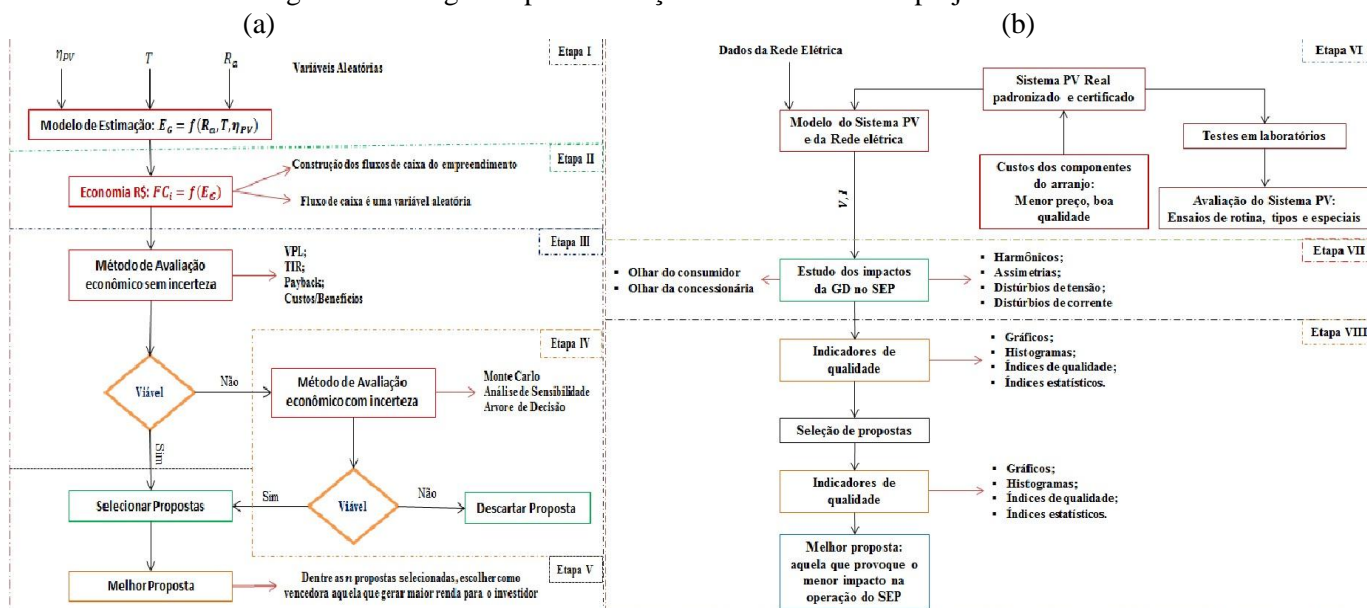 (a)
(b)
η_PV
T
R_α
Etapa I
Variáveis Aleatórias
Modelo de Estimação: E_G = f(R_α, T, η_PV)
Etapa II
Construção dos fluxos de caixa do empreendimento
Economia R$: FC_i = f(E_G)
Fluxo de caixa é uma variável aleatória
Etapa III
Método de Avaliação
econômico sem incerteza
VPL;
TIR;
Payback;
Custos/Benefícios
Etapa IV
Viável
Não
Método de Avaliação
econômico com incerteza
Monte Carlo
Análise de Sensibilidade
Arvore de Decisão
Sim
Selecionar Propostas
Sim
Viável
Não
Descartar Proposta
Etapa V
Melhor Proposta
Dentre as n propostas selecionadas, escolher como
vencedora aquela que gerar maior renda para o investidor
Dados da Rede Elétrica
Etapa VI
Sistema PV Real
padronizado e certificado
Modelo do Sistema PV
e da Rede elétrica
Testes em laboratórios
Custos dos componentes
do arranjo:
Menor preço, boa
qualidade
Avaliação do Sistema PV:
Ensaios de rotina, tipos e especiais
V,I
Etapa VII
▪ Olhar do consumidor
▪ Olhar da concessionária
Estudo dos impactos
da GD no SEP
▪ Harmônicos;
▪ Assimetrias;
▪ Distúrbios de tensão;
▪ Distúrbios de corrente
Etapa VIII
Indicadores de
qualidade
▪ Gráficos;
▪ Histogramas;
▪ Índices de qualidade;
▪ Índices estatísticos.
Seleção de propostas
Indicadores de
qualidade
▪ Gráficos;
▪ Histogramas;
▪ Índices de qualidade;
▪ Índices estatísticos.
Melhor proposta:
aquela que provoque o
menor impacto na
operação do SEP